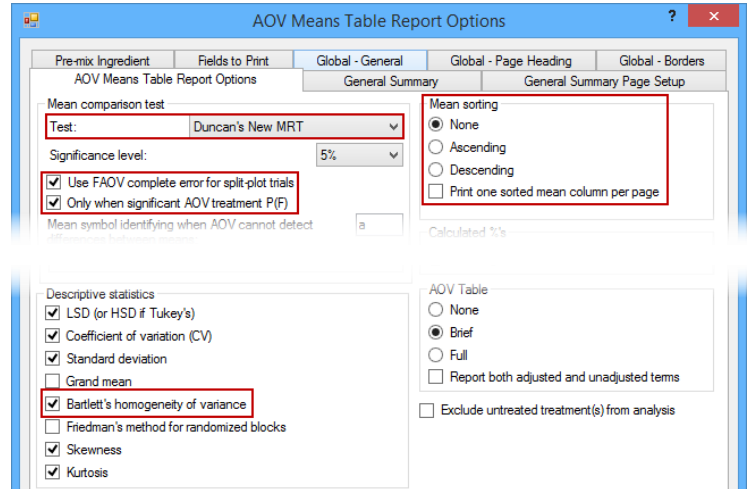 AOV Means Table Report Options
?
×
Pre-mix Ingredient
Fields to Print
Global - General
Global - Page Heading
Global - Borders
AOV Means Table Report Options
General Summary
General Summary Page Setup
Mean comparison test
Test: Duncan's New MRT
Significance level: 5%
Use FAOV complete error for split-plot trials
Only when significant AOV treatment P(F)
Mean symbol identifying when AOV cannot detect a
differences between means:
Mean sorting
None
Ascending
Descending
Print one sorted mean column per page
Calculated %'s
Descriptive statistics
LSD (or HSD if Tukey's)
Coefficient of variation (CV)
Standard deviation
Grand mean
Bartlett's homogeneity of variance
Friedman's method for randomized blocks
Skewness
Kurtosis
AOV Table
None
Brief
Full
Report both adjusted and unadjusted terms
Exclude untreated treatment(s) from analysis